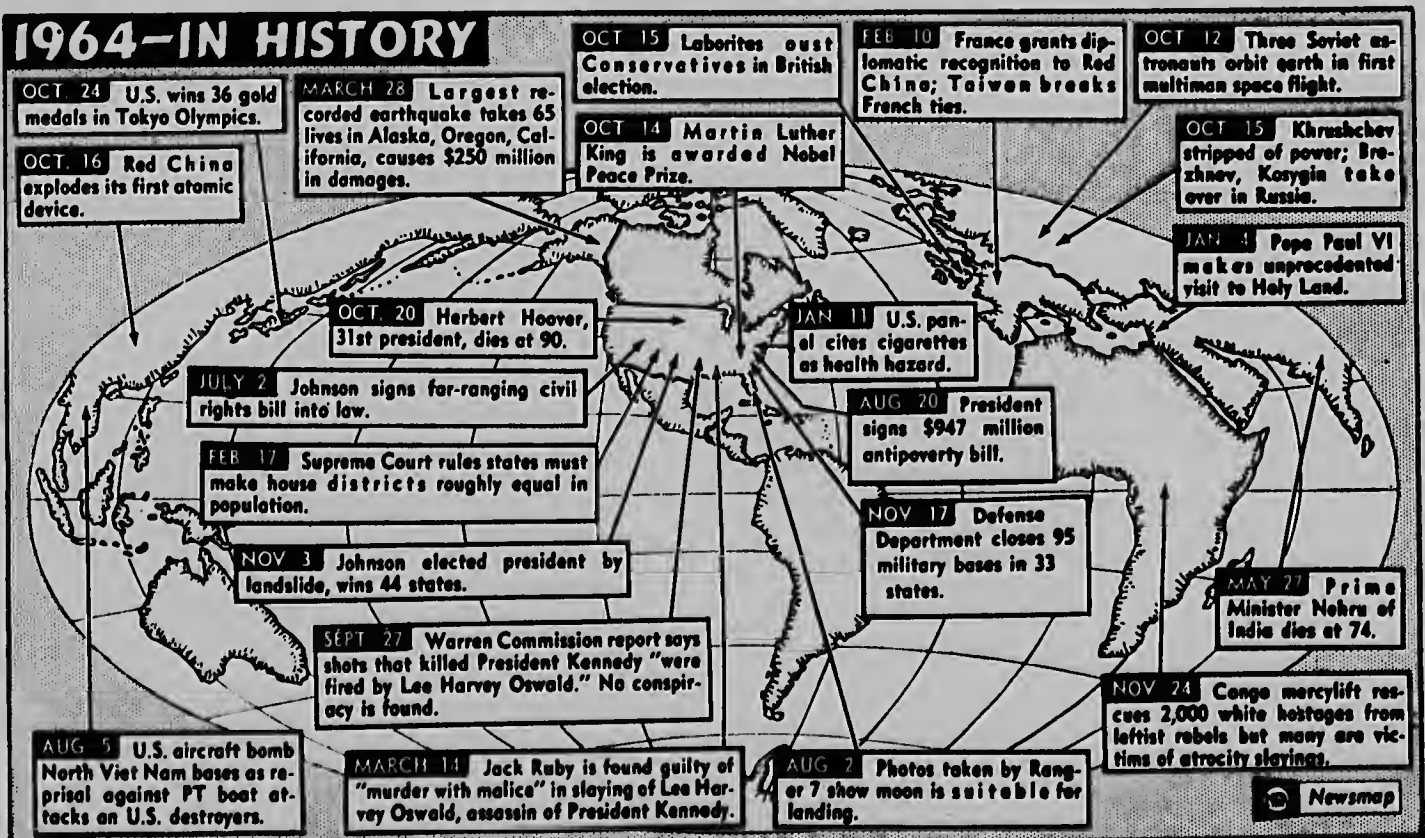 1964–IN HISTORY
OCT. 24 U.S. wins 36 gold
medals in Tokyo Olympics.
OCT. 16 Red China
explodes its first atomic
device.
MARCH 28 Largest re-
corded earthquake takes 65
lives in Alaska, Oregon, Cal-
ifornia, causes $250 million
in damages.
OCT 15 Laborites oust
Conservatives in British
election.
OCT 14 Martin Luther
King is awarded Nobel
Peace Prize.
FEB 10 France grants dip-
lomatic recognition to Red
China; Taiwan breaks
French ties.
OCT 12 Three Soviet as-
tronauts orbit earth in first
multiman space flight.
OCT 15 Khrushchev
stripped of power; Bre-
zhnev, Kosygin take
over in Russia.
JAN 4 Pope Paul VI
makes unprecedented
visit to Holy Land.
OCT. 20 Herbert Hoover,
31st president, dies at 90.
JAN 11 U.S. pan-
el cites cigarettes
as health hazard.
JULY 2 Johnson signs far-ranging civil
rights bill into law.
AUG 20 President
signs $947 million
antipoverty bill.
FEB 17 Supreme Court rules states must
make house districts roughly equal in
population.
NOV 17 Defense
Department closes 95
military bases in 33
states.
NOV 3 Johnson elected president by
landslide, wins 44 states.
MAY 27 Prime
Minister Nehru of
India dies at 74.
SEPT 27 Warren Commission report says
shots that killed President Kennedy "were
fired by Lee Harvey Oswald." No conspir-
acy is found.
NOV 24 Congo mercylift res-
cues 2,000 white hostages from
leftist rebels but many are vic-
tims of atrocity slayings.
AUG 5 U.S. aircraft bomb
North Viet Nam bases as re-
prisal against PT boat at-
tacks on U.S. destroyers.
MARCH 14 Jack Ruby is found guilty of
"murder with malice" in slaying of Lee Har-
vey Oswald, assassin of President Kennedy.
AUG 2 Photos taken by Rang-
er 7 show moon is suitable for
landing.
Newsmap